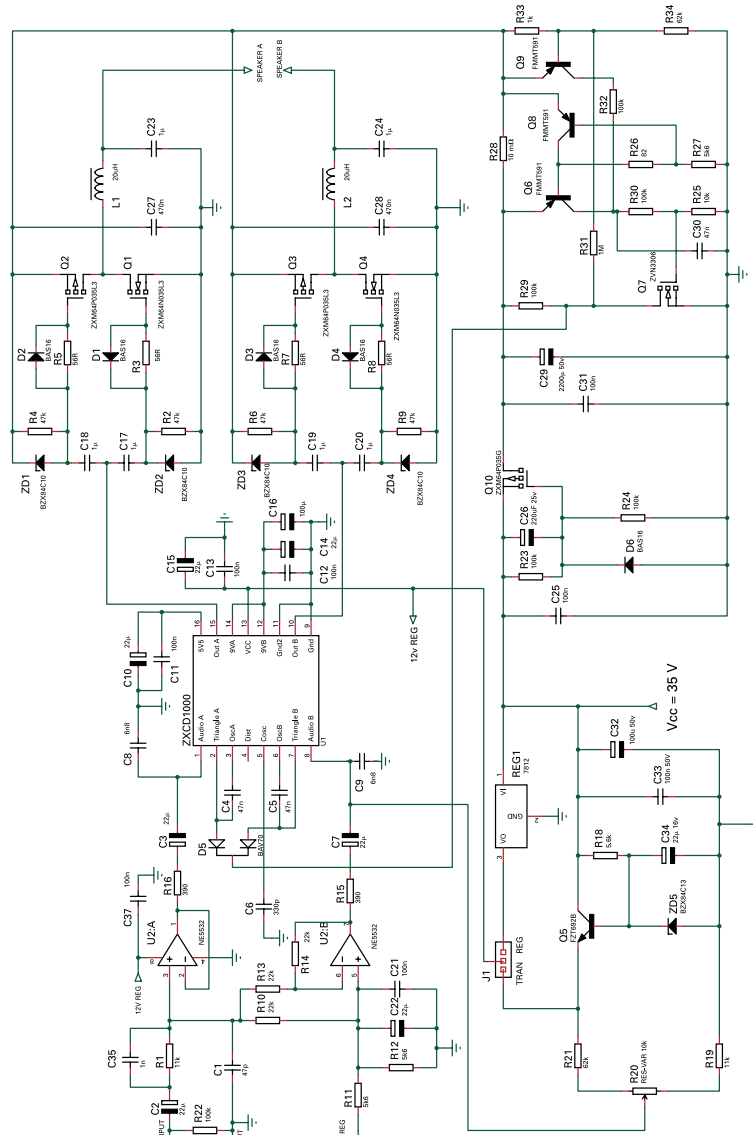 R33
1k
R34
62k
Q9
FMMT591
SPEAKER A
SPEAKER B
R32
100k
Q8
FMMT591
C23
1µ
C24
1µ
R28
10 mΩ
R26
82
R27
5k6
20uH
L1
20uH
L2
Q6
FMMT591
R30
100k
R25
10k
C27
470n
C28
470n
R31
1M
C30
47n
Q2
Q1
ZXM64P035L3
ZXM64N035L3
Q3
Q4
ZXM64P035L3
ZXM64N035L3
Q7
ZVN3306
R29
100k
D2
BAS16
R5
56R
D1
BAS16
R3
56R
D3
BAS16
R7
56R
D4
BAS16
R8
56R
C29
2200µ 50v
C31
100n
R4
47k
C18
1µ
C17
1µ
R2
47k
R6
47k
C19
1µ
C20
1µ
R9
47k
ZD1
BZX84C10
ZD2
BZX84C10
ZD3
BZX84C10
ZD4
BZX84C10
Q10
ZXM64P035G
C16
100µ
C14
22µ
C12
100n
C15
22µ
C13
100n
C26
220uF 25v
R24
100k
R23
100k
D6
BAS16
C25
100n
12v REG
22µ
C10
100n
C11
16
15
14
13
12
11
10
9
5V5
Out A
9VA
VCC
9VB
Gnd2
Out B
Gnd
ZXCD1000
U1
Audio A
Triangle A
OscA
Dist
Cosc
OscB
Triangle B
Audio B
1
2
3
4
5
6
7
8
6n8
C8
C9
6n8
C4
47n
C5
47n
Vcc = 35 V
C32
100u 50v
REG1
7812
VI
VO
GND
1
2
3
C33
100n 50V
22µ
C3
D5
BAV70
C7
22µ
R18
5.6k
C34
22µ 16v
ZD5
BZX84C13
Q5
FZT692B
100n
C37
R16
390
C6
330p
R15
390
U2:A
NE5532
1
2
3
4
8
12V REG
22k
R14
U2:B
NE5532
5
6
J1
TRAN
REG
R13
22k
R10
22k
C21
100n
C22
22µ
R12
5k6
C35
1n
R1
11k
C1
47p
R21
62k
R20
RES-VAR 10k
R19
11k
C2
22µ
R22
100k
R11
5k6
REG